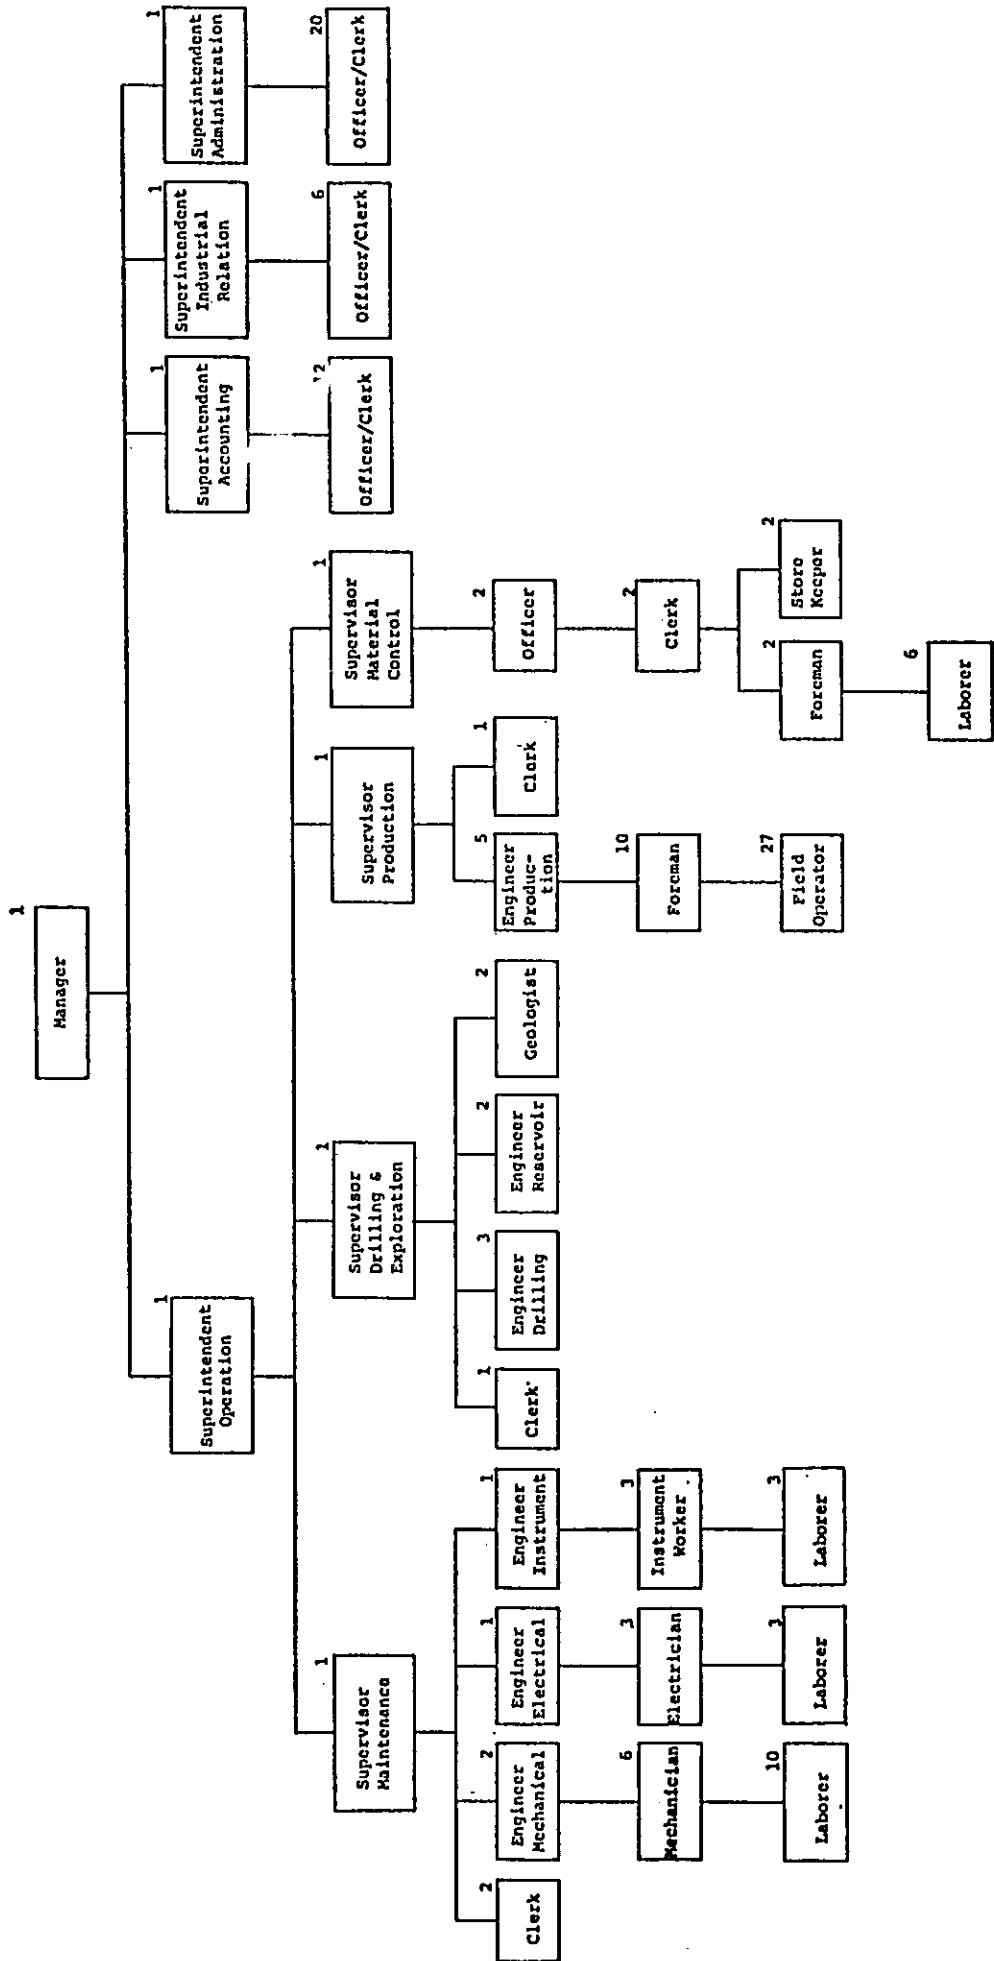 1
Manager
1
Superintendent
Operation
1
Superintendent
Accounting
1
Superintendent
Industrial
Relation
1
Superintendent
Administration
1
Supervisor
Maintenance
1
Supervisor
Drilling &
Exploration
1
Supervisor
Production
1
Supervisor
Material
Control
2
Officer/Clerk
6
Officer/Clerk
20
Officer/Clerk
2
Clerk
2
Engineer
Mechanical
1
Engineer
Electrical
1
Engineer
Instrument
1
Clerk
3
Engineer
Drilling
2
Engineer
Reservoir
2
Geologist
5
Engineer
Produc-
tion
1
Clerk
2
Officer
6
Mechanician
3
Electrician
3
Instrument
Worker
10
Foreman
2
Clerk
10
Laborer
3
Laborer
3
Laborer
27
Field
Operator
2
Foreman
2
Store
Keeper
6
Laborer